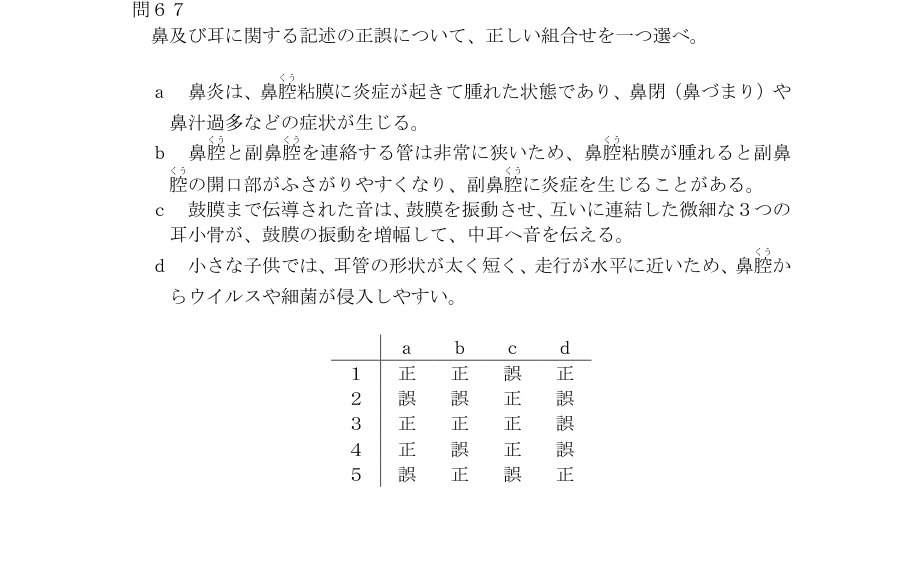 問６７
鼻及び耳に関する記述の正誤について、正しい組合せを一つ選べ。
ａ　鼻炎は、鼻腔粘膜に炎症が起きて腫れた状態であり、鼻閉（鼻づまり）や
鼻汁過多などの症状が生じる。
ｂ　鼻腔と副鼻腔を連絡する管は非常に狭いため、鼻腔粘膜が腫れると副鼻
腔の開口部がふさがりやすくなり、副鼻腔に炎症を生じることがある。
ｃ　鼓膜まで伝導された音は、鼓膜を振動させ、互いに連結した微細な３つの
耳小骨が、鼓膜の振動を増幅して、中耳へ音を伝える。
ｄ　小さな子供では、耳管の形状が太く短く、走行が水平に近いため、鼻腔か
らウイルスや細菌が侵入しやすい。
ａ　ｂ　ｃ　ｄ
１　正　正　誤　正
２　誤　誤　正　誤
３　正　正　正　誤
４　正　誤　正　誤
５　誤　正　誤　正